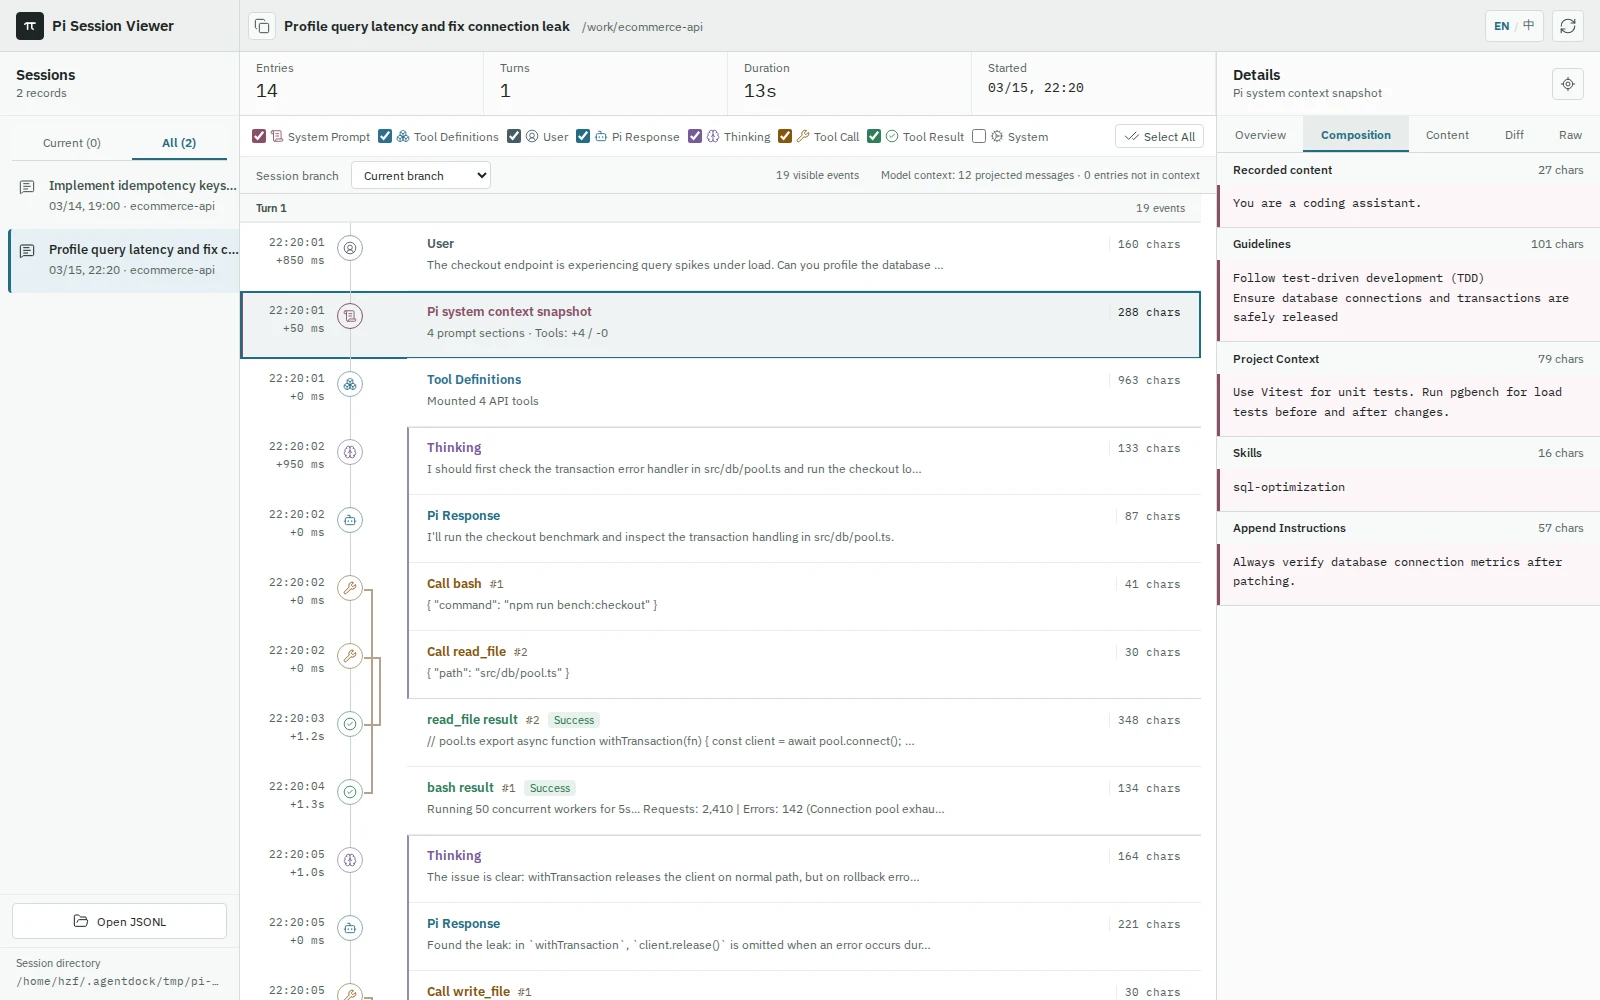 π Pi Session Viewer
Profile query latency and fix connection leak /work/ecommerce-api
EN / 中
Sessions
2 records
Current (0) All (2)
Implement idempotency keys...
03/14, 19:00 · ecommerce-api
Profile query latency and fix c...
03/15, 22:20 · ecommerce-api
Open JSONL
Session directory
/home/hzf/.agentdock/tmp/pi-…
Entries
14
Turns
1
Duration
13s
Started
03/15, 22:20
System Prompt Tool Definitions User Pi Response Thinking Tool Call Tool Result System Select All
Session branch Current branch 19 visible events Model context: 12 projected messages · 0 entries not in context
Turn 1 19 events
22:20:01 User 160 chars
+850 ms The checkout endpoint is experiencing query spikes under load. Can you profile the database ...
22:20:01 Pi system context snapshot 288 chars
+50 ms 4 prompt sections · Tools: +4 / -0
22:20:01 Tool Definitions 963 chars
+0 ms Mounted 4 API tools
22:20:02 Thinking 133 chars
+950 ms I should first check the transaction error handler in src/db/pool.ts and run the checkout lo...
22:20:02 Pi Response 87 chars
+0 ms I'll run the checkout benchmark and inspect the transaction handling in src/db/pool.ts.
22:20:02 Call bash #1 41 chars
+0 ms { "command": "npm run bench:checkout" }
22:20:02 Call read_file #2 30 chars
+0 ms { "path": "src/db/pool.ts" }
22:20:03 read_file result #2 Success 348 chars
+1.2s // pool.ts export async function withTransaction(fn) { const client = await pool.connect(); ...
22:20:04 bash result #1 Success 134 chars
+1.3s Running 50 concurrent workers for 5s... Requests: 2,410 | Errors: 142 (Connection pool exhau...
22:20:05 Thinking 164 chars
+1.0s The issue is clear: withTransaction releases the client on normal path, but on rollback erro...
22:20:05 Pi Response 221 chars
+0 ms Found the leak: in `withTransaction`, `client.release()` is omitted when an error occurs dur...
22:20:05 Call write_file #1 30 chars
Details
Pi system context snapshot
Overview Composition Content Diff Raw
Recorded content 27 chars
You are a coding assistant.
Guidelines 101 chars
Follow test-driven development (TDD)
Ensure database connections and transactions are
safely released
Project Context 79 chars
Use Vitest for unit tests. Run pgbench for load
tests before and after changes.
Skills 16 chars
sql-optimization
Append Instructions 57 chars
Always verify database connection metrics after
patching.